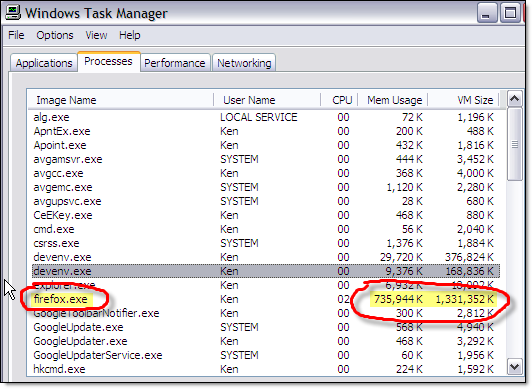 Windows Task Manager
File Options View Help
Applications Processes Performance Networking
Image Name User Name CPU Mem Usage VM Size
alg.exe LOCAL SERVICE 00 72 K 1,196 K
ApntEx.exe Ken 00 200 K 488 K
Apoint.exe Ken 00 432 K 1,816 K
avgamsvr.exe SYSTEM 00 444 K 3,452 K
avgcc.exe Ken 00 368 K 4,000 K
avgemc.exe SYSTEM 00 1,120 K 2,280 K
avgupsvc.exe SYSTEM 00 28 K 680 K
CeEKey.exe Ken 00 468 K 880 K
cmd.exe Ken 00 56 K 2,040 K
csrss.exe SYSTEM 00 1,376 K 1,884 K
devenv.exe Ken 00 29,720 K 376,824 K
devenv.exe Ken 00 9,376 K 168,836 K
explorer.exe Ken 00 6,932 K 18,002 K
firefox.exe Ken 02 735,944 K 1,331,352 K
GoogleToolbarNotifier.exe Ken 00 300 K 2,812 K
GoogleUpdate.exe SYSTEM 00 568 K 4,940 K
GoogleUpdater.exe Ken 00 468 K 3,292 K
GoogleUpdaterService.exe SYSTEM 00 60 K 1,956 K
hkcmd.exe Ken 00 160 K 1,224 K